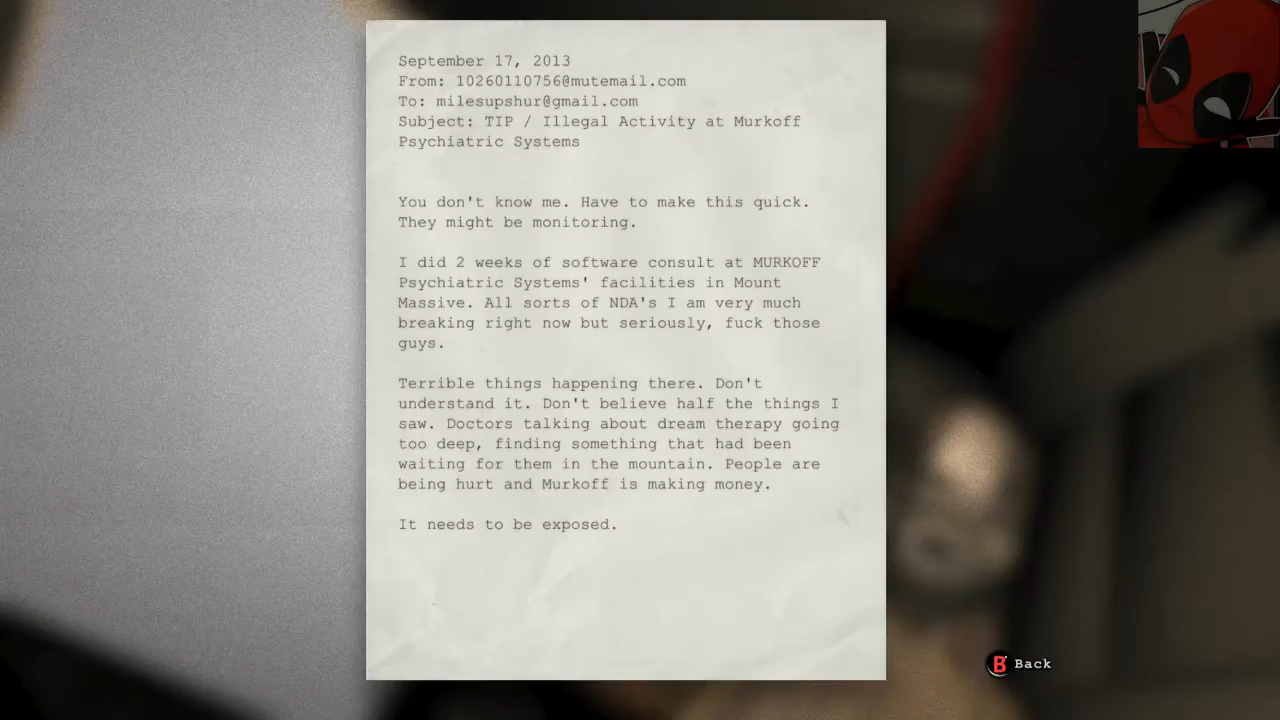 September 17, 2013
From: 10260110756@mutemail.com
To: milesupshur@gmail.com
Subject: TIP / Illegal Activity at Murkoff
Psychiatric Systems
You don't know me. Have to make this quick.
They might be monitoring.
I did 2 weeks of software consult at MURKOFF
Psychiatric Systems' facilities in Mount
Massive. All sorts of NDA's I am very much
breaking right now but seriously, fuck those
guys.
Terrible things happening there. Don't
understand it. Don't believe half the things I
saw. Doctors talking about dream therapy going
too deep, finding something that had been
waiting for them in the mountain. People are
being hurt and Murkoff is making money.
It needs to be exposed.
B Back